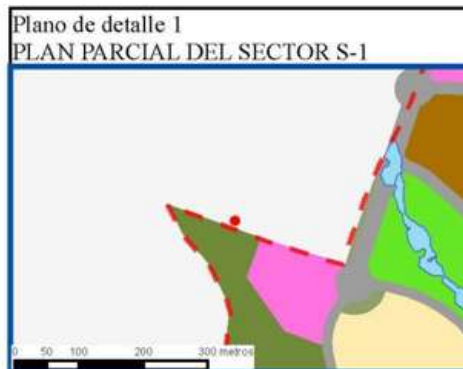 Plano de detalle 1
PLAN PARCIAL DEL SECTOR S-1
0 50 100 200 300 metros